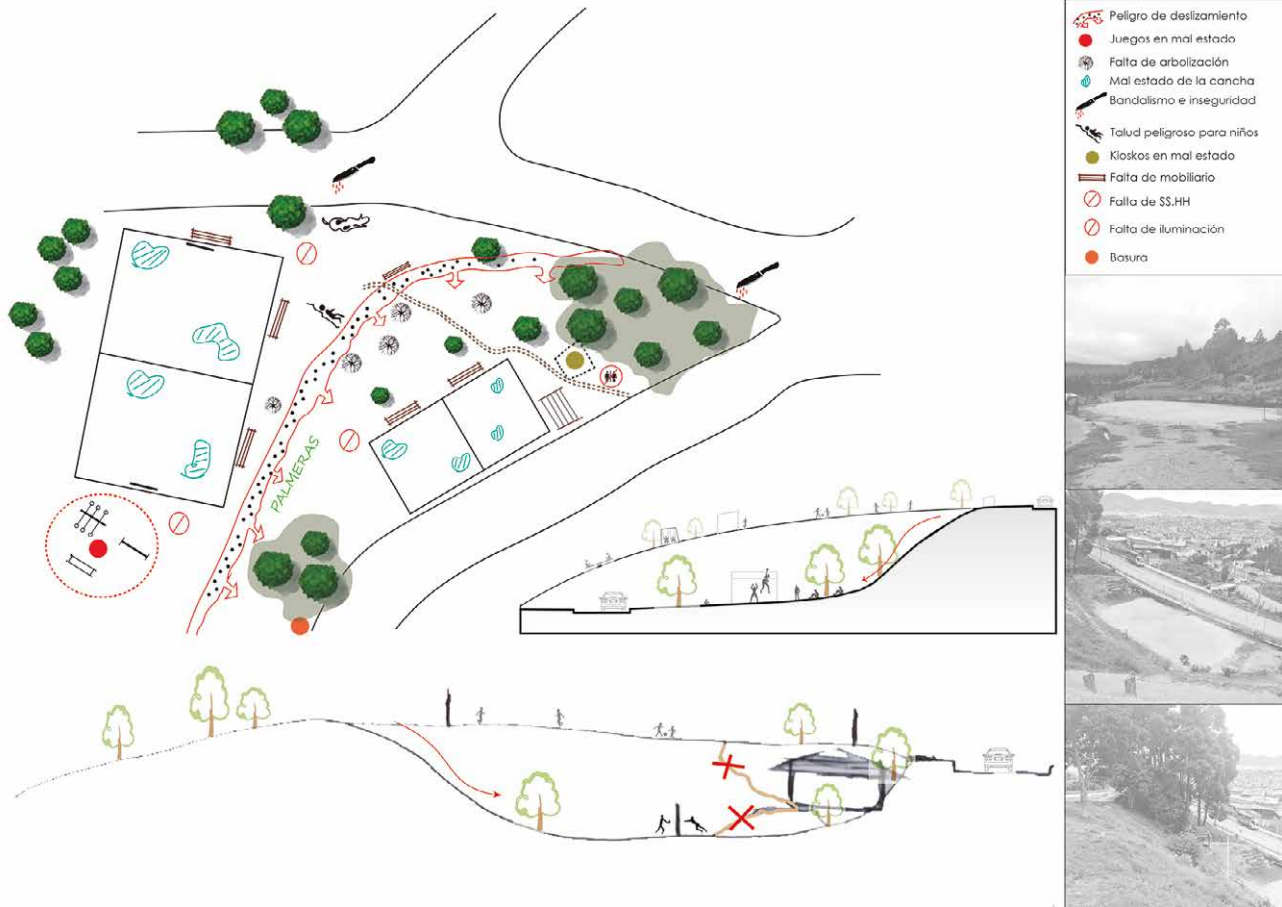 Peligro de deslizamiento
Juegos en mal estado
Falta de arbolización
Mal estado de la cancha
Bandalismo e inseguridad
Talud peligroso para niños
Kioskos en mal estado
Falta de mobiliario
Falta de SS.HH
Falta de iluminación
Basura
PALMERAS